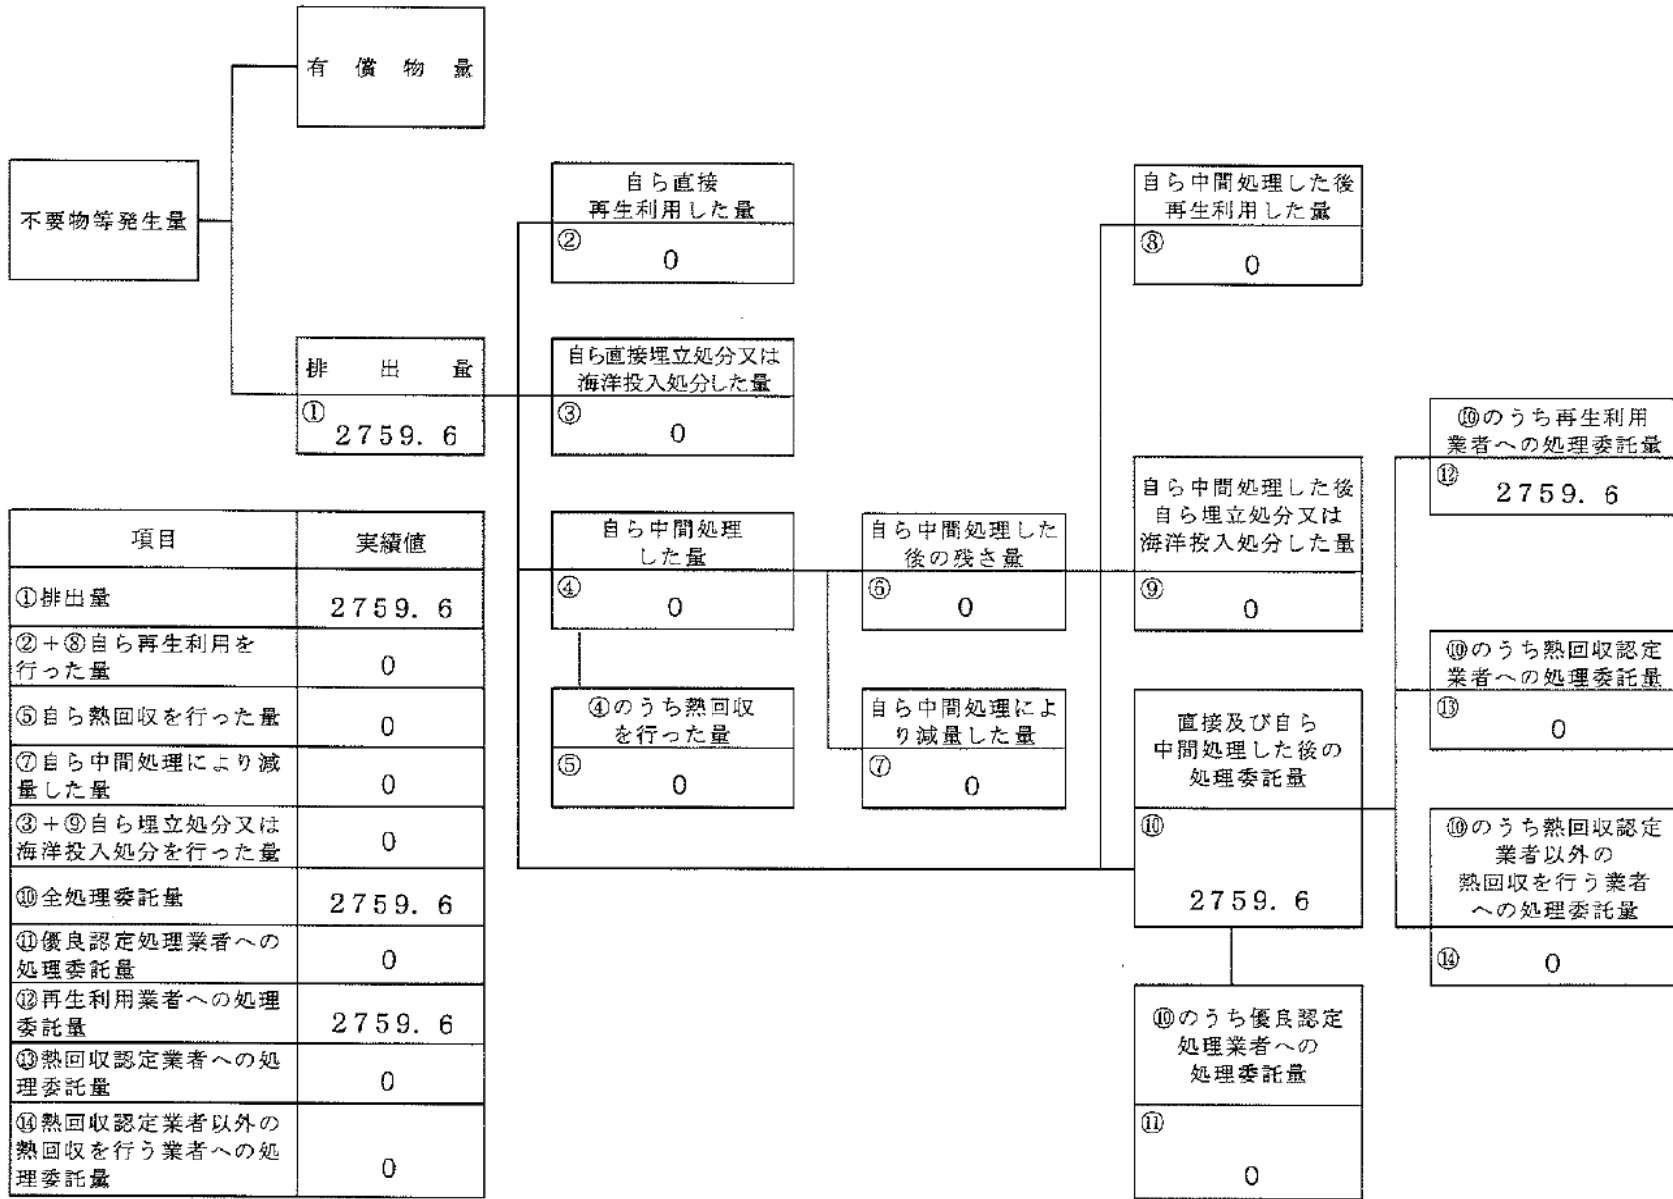 有償物量
不要物等発生量
排出量
①
2759.6
自ら直接
再生利用した量
②
0
自ら直接埋立処分又は
海洋投入処分した量
③
0
自ら中間処理
した量
④
0
④のうち熱回収
を行った量
⑤
0
自ら中間処理した
後の残さ量
⑥
0
自ら中間処理によ
り減量した量
⑦
0
自ら中間処理した後
再生利用した量
⑧
0
自ら中間処理した後
自ら埋立処分又は
海洋投入処分した量
⑨
0
直接及び自ら
中間処理した後の
処理委託量
⑩
2759.6
⑩のうち優良認定
処理業者への
処理委託量
⑪
0
⑩のうち再生利用
業者への処理委託量
⑫
2759.6
⑩のうち熱回収認定
業者への処理委託量
⑬
0
⑩のうち熱回収認定
業者以外の
熱回収を行う業者
への処理委託量
⑭
0
項目 実績値
①排出量 2759.6
②+⑧自ら再生利用を
行った量 0
⑤自ら熱回収を行った量 0
⑦自ら中間処理により減
量した量 0
③+⑨自ら埋立処分又は
海洋投入処分を行った量 0
⑩全処理委託量 2759.6
⑪優良認定処理業者への
処理委託量 0
⑫再生利用業者への処理
委託量 2759.6
⑬熱回収認定業者への処
理委託量 0
⑭熱回収認定業者以外の
熱回収を行う業者への処
理委託量 0